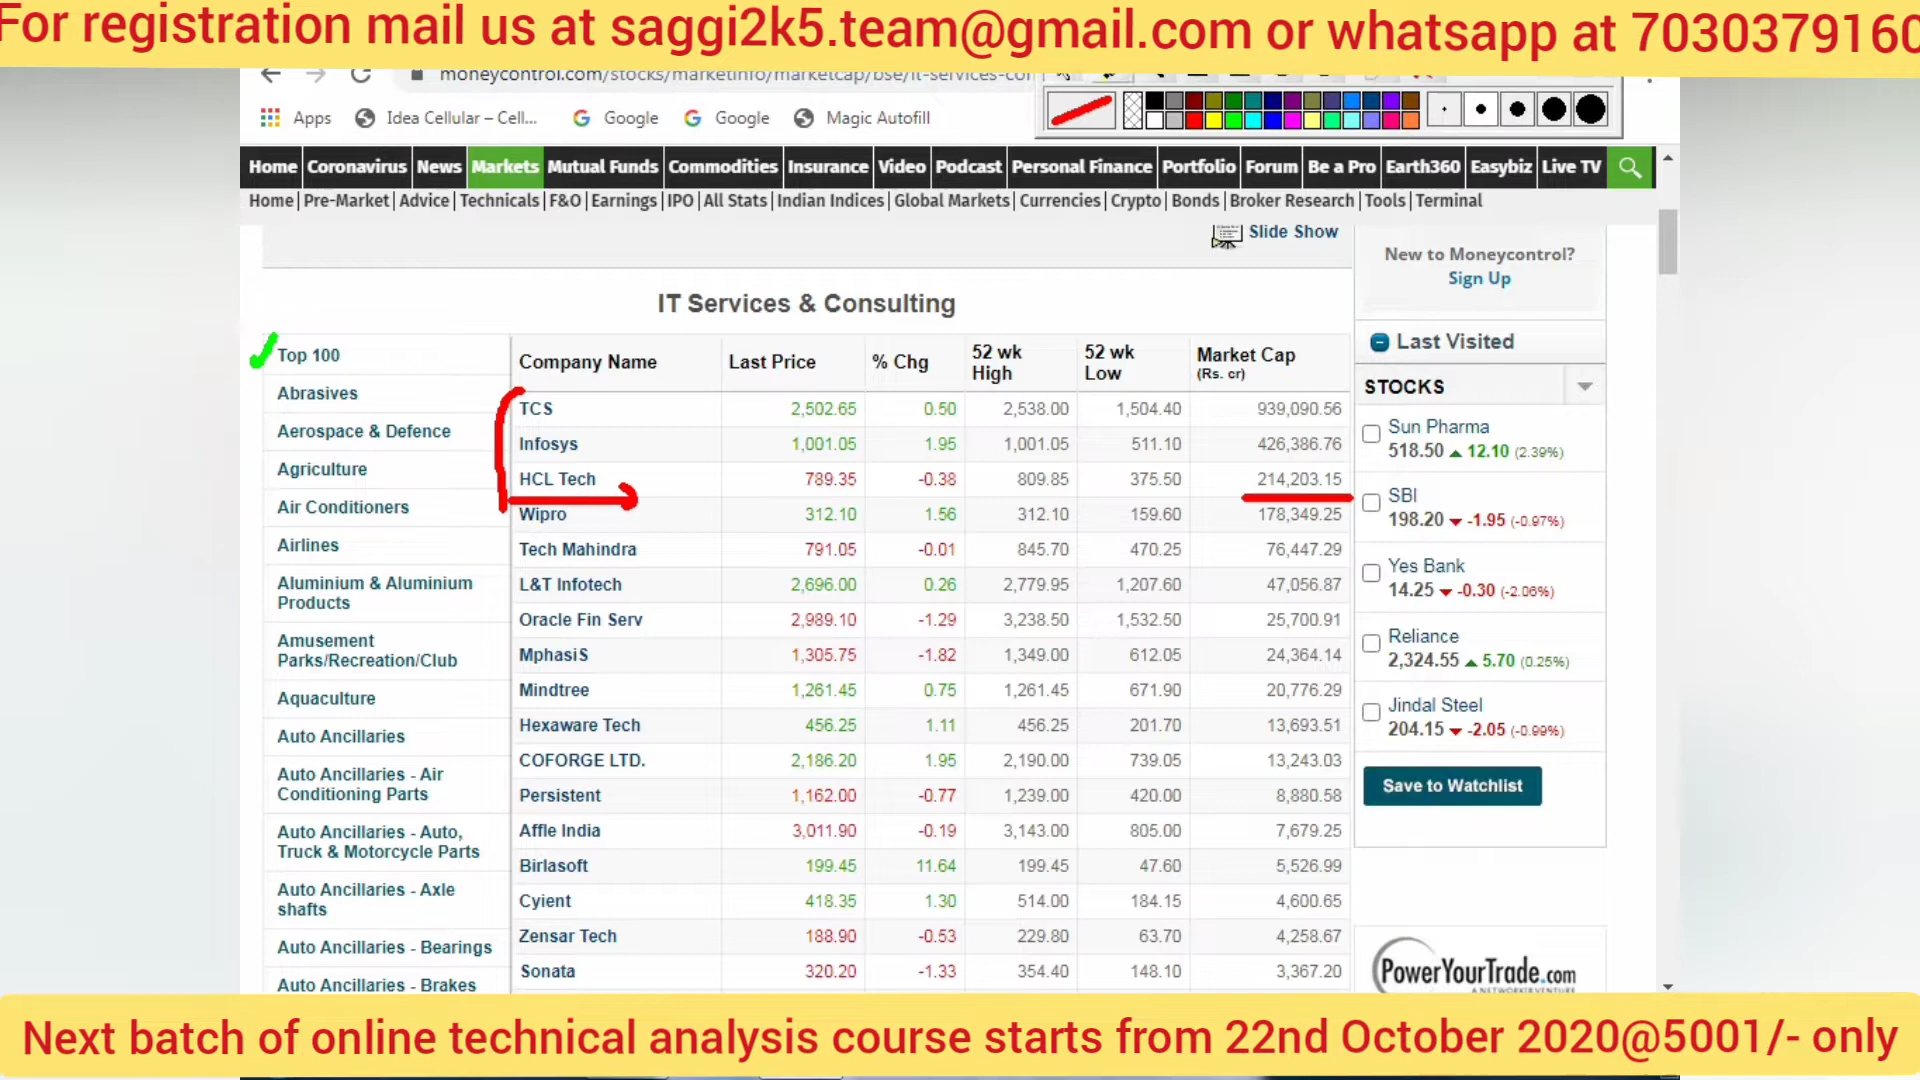 For registration mail us at saggi2k5.team@gmail.com or whatsapp at 7030379160
moneycontrol.com/stocks/marketinfo/marketcap/bse/it-services-con
Apps Idea Cellular – Cell... Google Google Magic Autofill
Home Coronavirus News Markets Mutual Funds Commodities Insurance Video Podcast Personal Finance Portfolio Forum Be a Pro Earth360 Easybiz Live TV
Home | Pre-Market | Advice | Technicals | F&O | Earnings | IPO | All Stats | Indian Indices | Global Markets | Currencies | Crypto | Bonds | Broker Research | Tools | Terminal
Slide Show
IT Services & Consulting
Top 100
Abrasives
Aerospace & Defence
Agriculture
Air Conditioners
Airlines
Aluminium & Aluminium
Products
Amusement
Parks/Recreation/Club
Aquaculture
Auto Ancillaries
Auto Ancillaries - Air
Conditioning Parts
Auto Ancillaries - Auto,
Truck & Motorcycle Parts
Auto Ancillaries - Axle
shafts
Auto Ancillaries - Bearings
Auto Ancillaries - Brakes
Company Name Last Price % Chg 52 wk High 52 wk Low Market Cap (Rs. cr)
TCS 2,502.65 0.50 2,538.00 1,504.40 939,090.56
Infosys 1,001.05 1.95 1,001.05 511.10 426,386.76
HCL Tech 789.35 -0.38 809.85 375.50 214,203.15
Wipro 312.10 1.56 312.10 159.60 178,349.25
Tech Mahindra 791.05 -0.01 845.70 470.25 76,447.29
L&T Infotech 2,696.00 0.26 2,779.95 1,207.60 47,056.87
Oracle Fin Serv 2,989.10 -1.29 3,238.50 1,532.50 25,700.91
MphasiS 1,305.75 -1.82 1,349.00 612.05 24,364.14
Mindtree 1,261.45 0.75 1,261.45 671.90 20,776.29
Hexaware Tech 456.25 1.11 456.25 201.70 13,693.51
COFORGE LTD. 2,186.20 1.95 2,190.00 739.05 13,243.03
Persistent 1,162.00 -0.77 1,239.00 420.00 8,880.58
Affle India 3,011.90 -0.19 3,143.00 805.00 7,679.25
Birlasoft 199.45 11.64 199.45 47.60 5,526.99
Cyient 418.35 1.30 514.00 184.15 4,600.65
Zensar Tech 188.90 -0.53 229.80 63.70 4,258.67
Sonata 320.20 -1.33 354.40 148.10 3,367.20
New to Moneycontrol?
Sign Up
Last Visited
STOCKS
Sun Pharma
518.50 12.10 (2.39%)
SBI
198.20 -1.95 (-0.97%)
Yes Bank
14.25 -0.30 (-2.06%)
Reliance
2,324.55 5.70 (0.25%)
Jindal Steel
204.15 -2.05 (-0.99%)
Save to Watchlist
PowerYourTrade.com
Next batch of online technical analysis course starts from 22nd October 2020@5001/- only